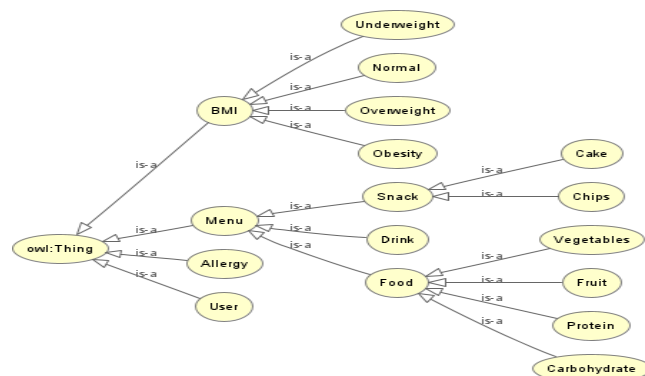 Underweight
is-a
Normal
is-a
BMI
is-a
Overweight
is-a
Obesity
is-a
Cake
is-a
Snack
is-a
Chips
is-a
Menu
is-a
Drink
Vegetables
owl:Thing
is-a
is-a
is-a
Allergy
is-a
Food
is-a
Fruit
is-a
User
is-a
Protein
is-a
Carbohydrate